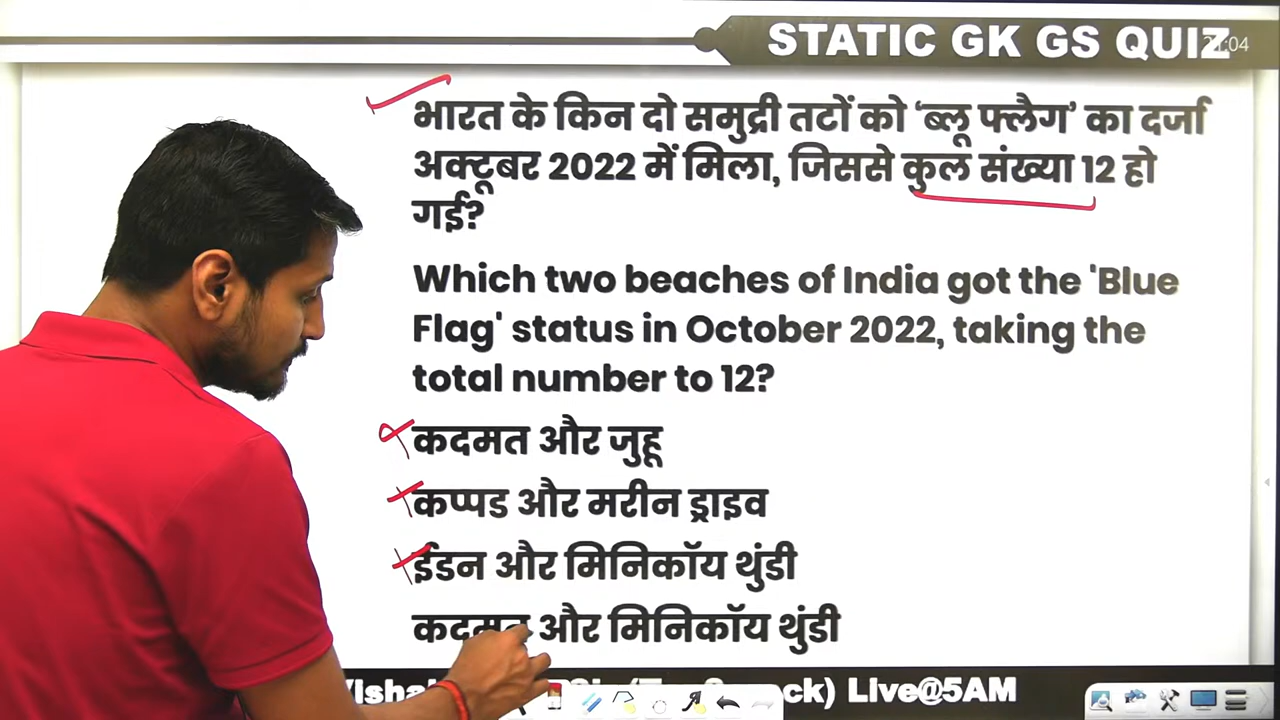 STATIC GK GS QUIZ
:04
भारत के किन दो समुद्री तटों को ‘ब्लू फ्लैग’ का दर्जा
अक्टूबर 2022 में मिला, जिससे कुल संख्या 12 हो
गई?
Which two beaches of India got the 'Blue
Flag' status in October 2022, taking the
total number to 12?
कदमत और जुहू
कप्पड और मरीन ड्राइव
ईडन और मिनिकॉय थुंडी
कदमत और मिनिकॉय थुंडी
Live@5AM